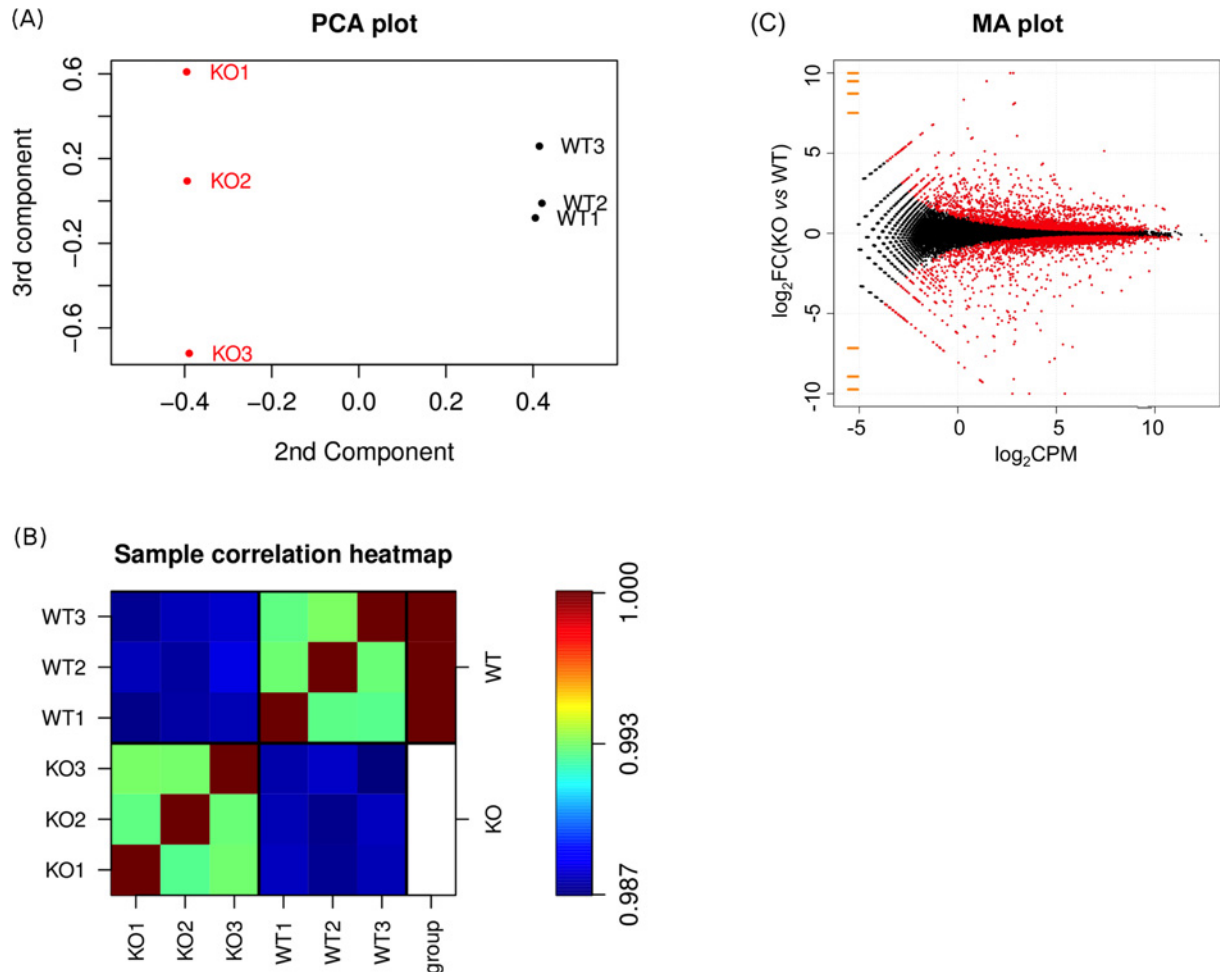 (A)
PCA plot
3rd component
0.6
0.2
−0.2
−0.6
KO1
KO2
KO3
WT3
WT2
WT1
−0.4
−0.2
0.0
0.2
0.4
2nd Component
(C)
MA plot
log2FC(KO vs WT)
10
5
0
-5
-10
-5
0
5
10
log2CPM
(B)
Sample correlation heatmap
WT3
WT2
WT1
KO3
KO2
KO1
WT
KO
KO1
KO2
KO3
WT1
WT2
WT3
group
1.000
0.993
0.987